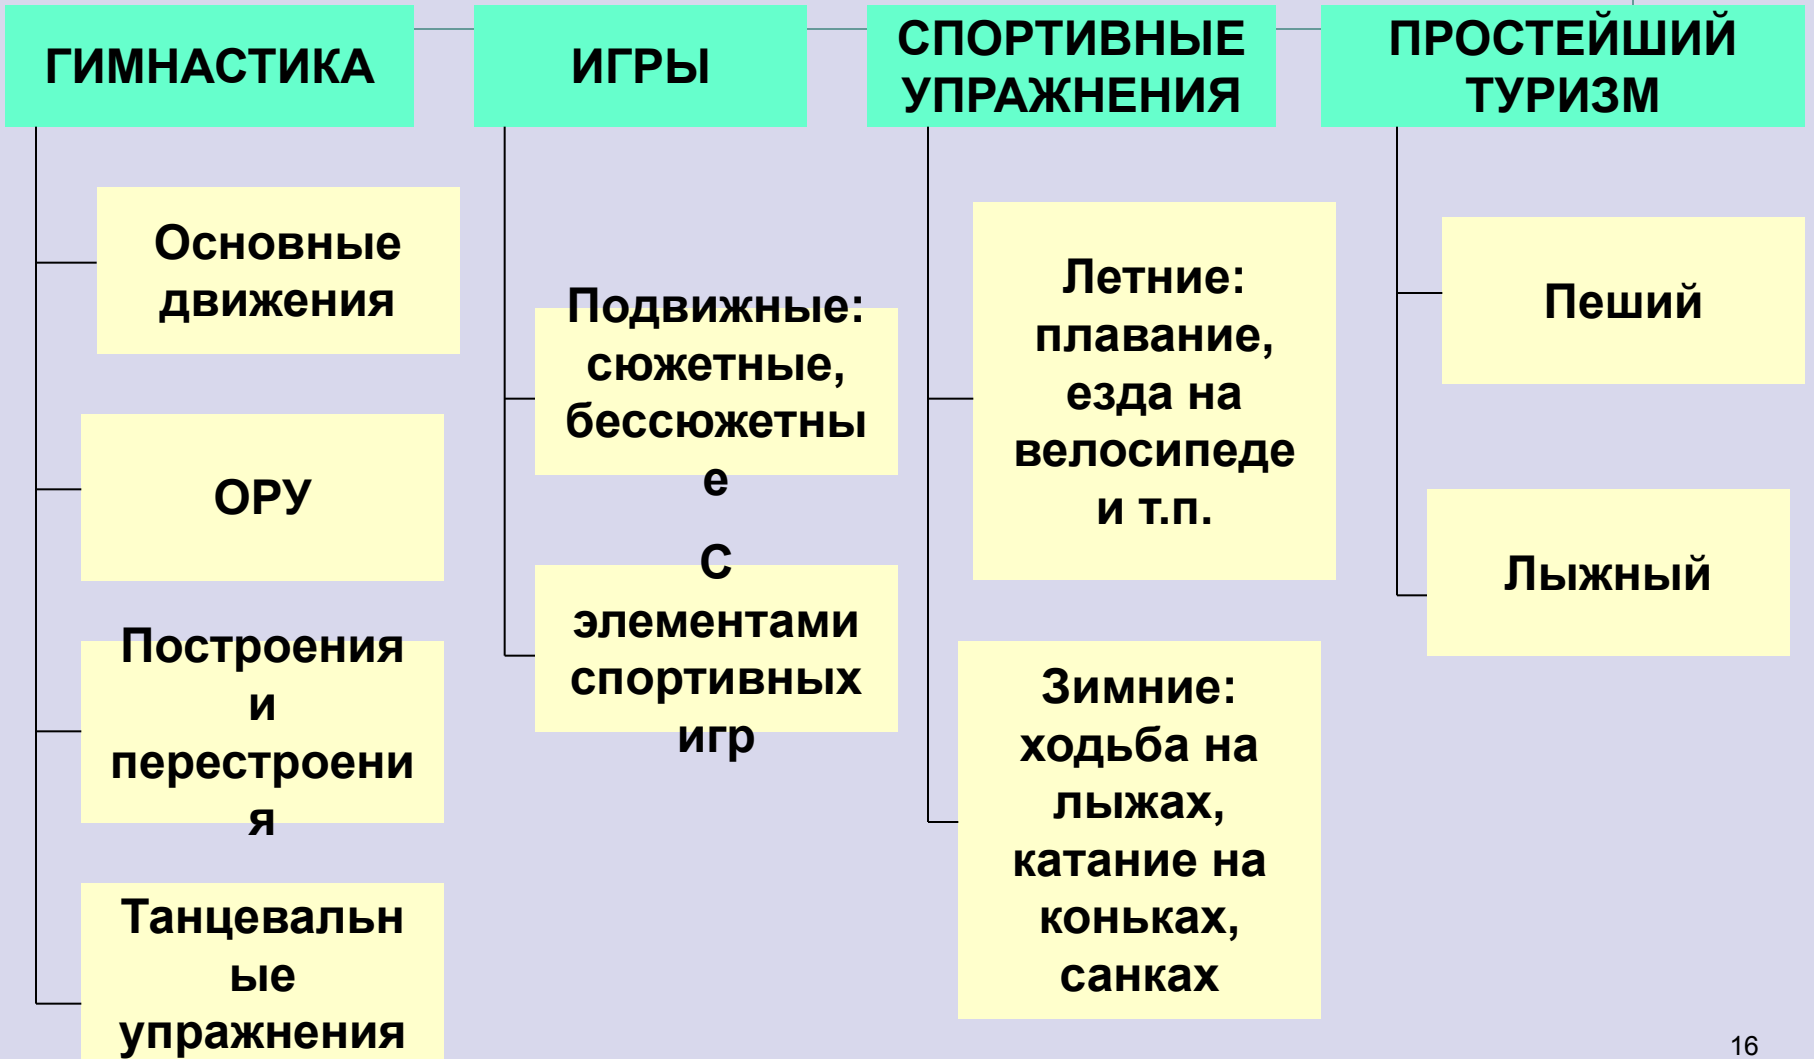 ГИМНАСТИКА
Основные
движения
ОРУ
Построения
и
перестроени
я
Танцевальн
ые
упражнения
ИГРЫ
Подвижные:
сюжетные,
бессюжетны
е
С
элементами
спортивных
игр
СПОРТИВНЫЕ
УПРАЖНЕНИЯ
Летние:
плавание,
езда на
велосипеде
и т.п.
Зимние:
ходьба на
лыжах,
катание на
коньках,
санках
ПРОСТЕЙШИЙ
ТУРИЗМ
Пеший
Лыжный
16